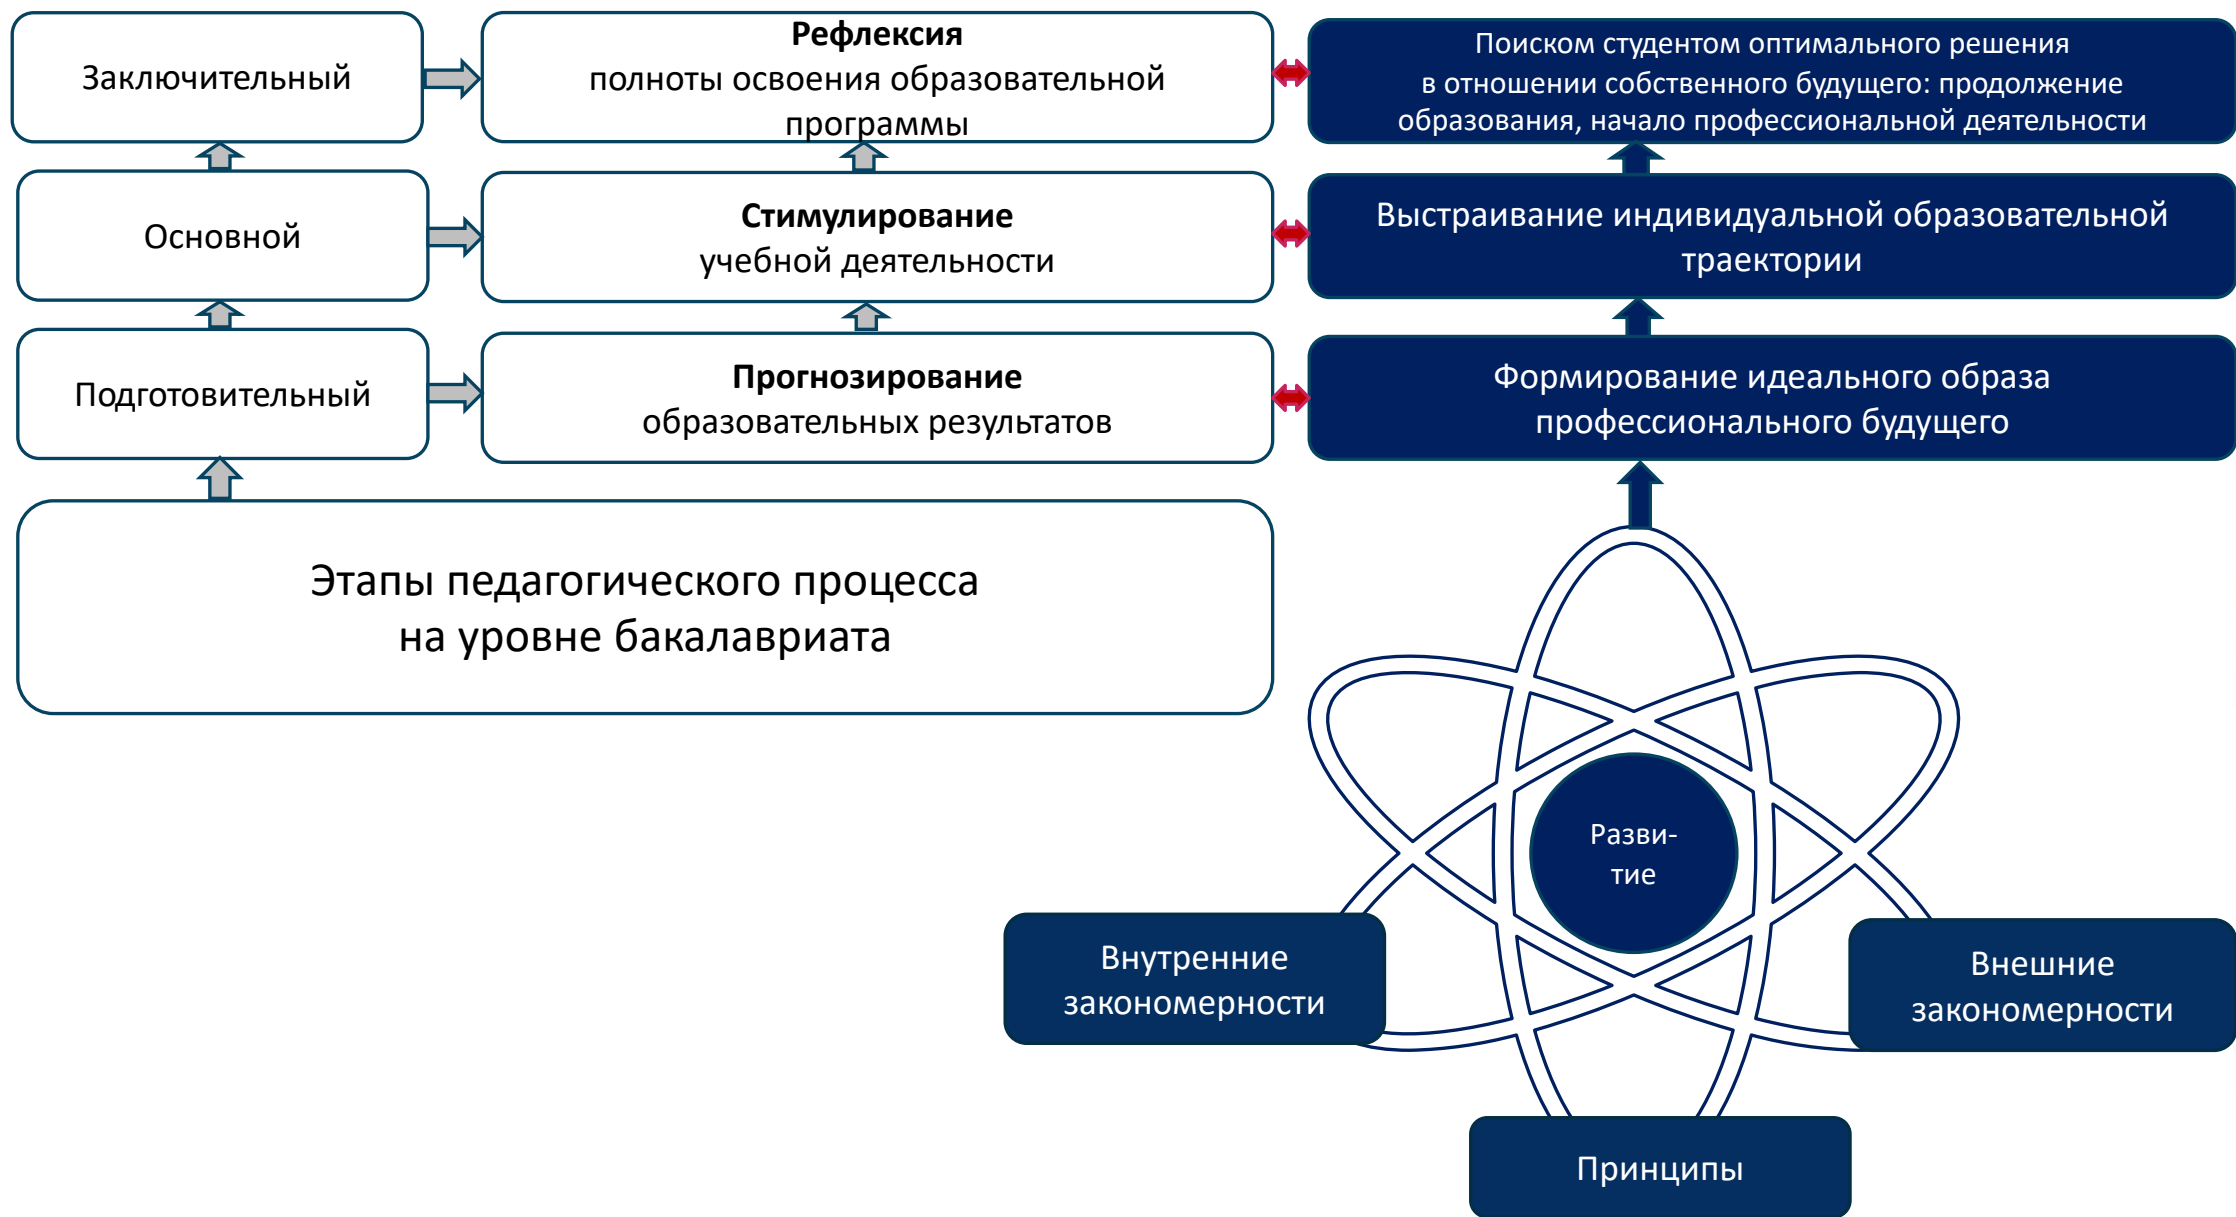 Заключительный
Рефлексия
полноты освоения образовательной
программы
Поиском студентом оптимального решения
в отношении собственного будущего: продолжение
образования, начало профессиональной деятельности
Основной
Стимулирование
учебной деятельности
Выстраивание индивидуальной образовательной
траектории
Подготовительный
Прогнозирование
образовательных результатов
Формирование идеального образа
профессионального будущего
Этапы педагогического процесса
на уровне бакалавриата
Разви-
тие
Внутренние
закономерности
Внешние
закономерности
Принципы